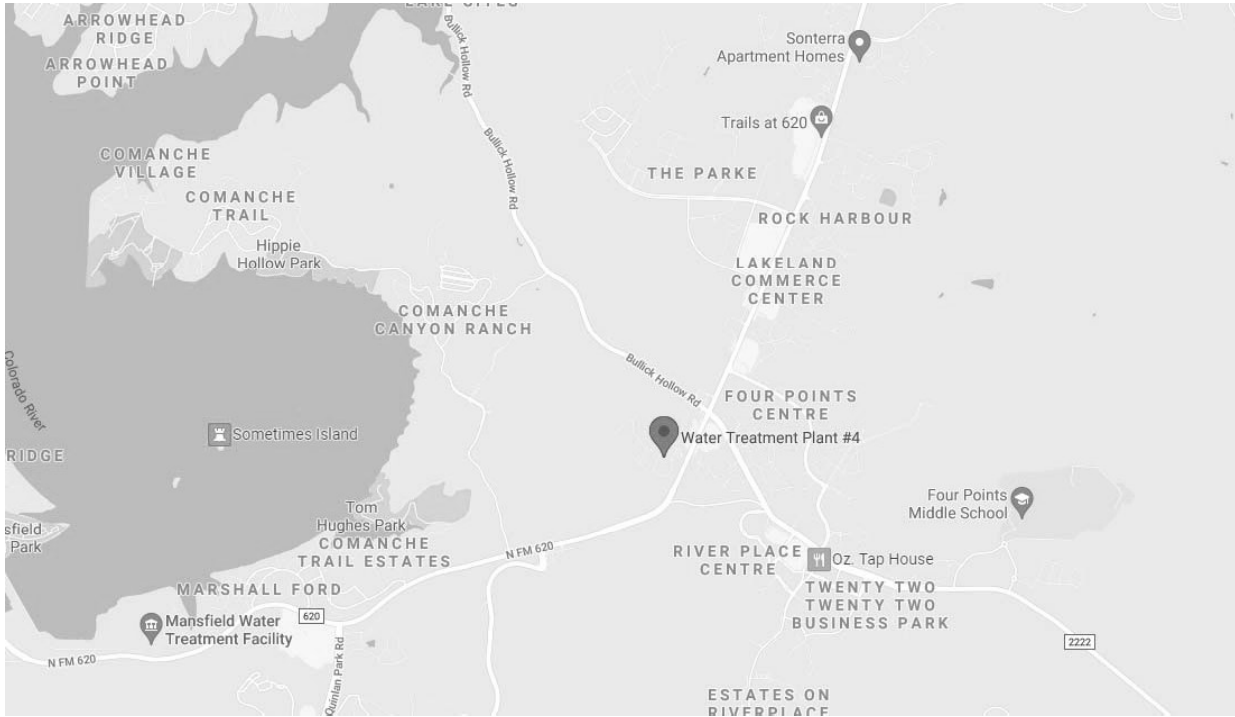 LAKE SITES
ARROWHEAD
RIDGE
ARROWHEAD
POINT
Bullick Hollow Rd
Sonterra
Apartment Homes
Trails at 620
Bullick Hollow Rd
COMANCHE
VILLAGE
THE PARKE
COMANCHE
TRAIL
ROCK HARBOUR
Hippie
Hollow Park
LAKELAND
COMMERCE
CENTER
COMANCHE
CANYON RANCH
Colorado River
Bullick Hollow Rd
FOUR POINTS
CENTRE
Sometimes Island
Water Treatment Plant #4
RIDGE
Four Points
Middle School
Tom
Hughes Park
sfield
Park
COMANCHE
TRAIL ESTATES
N FM 620
RIVER PLACE
CENTRE
Oz. Tap House
MARSHALL FORD
TWENTY TWO
TWENTY TWO
BUSINESS PARK
620
Mansfield Water
Treatment Facility
2222
N FM 620
Quinlan Park Rd
ESTATES ON
RIVERPLACE